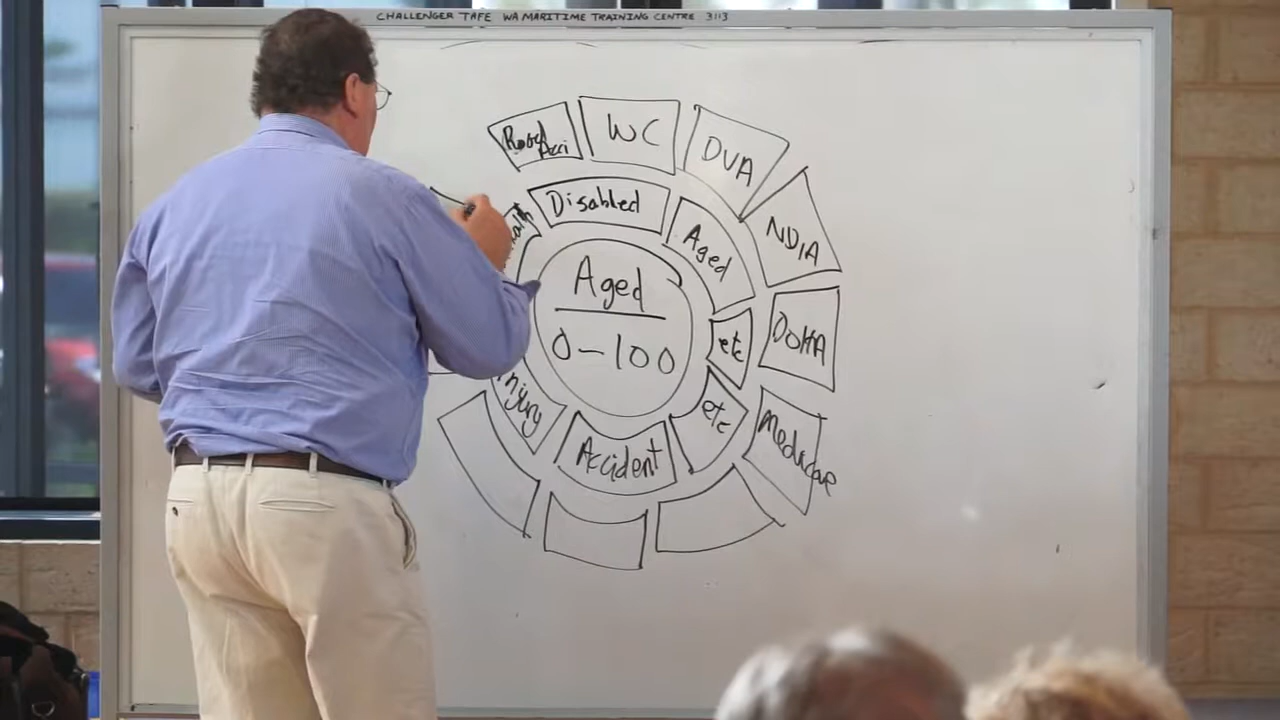 CHALLENGER TAFE WA MARITIME TRAINING CENTRE 3113
Road
Acci
WC
DVA
NDIA
DoHA
Medicare
Disabled
Aged
etc
etc
Accident
Injury
Aged
0-100